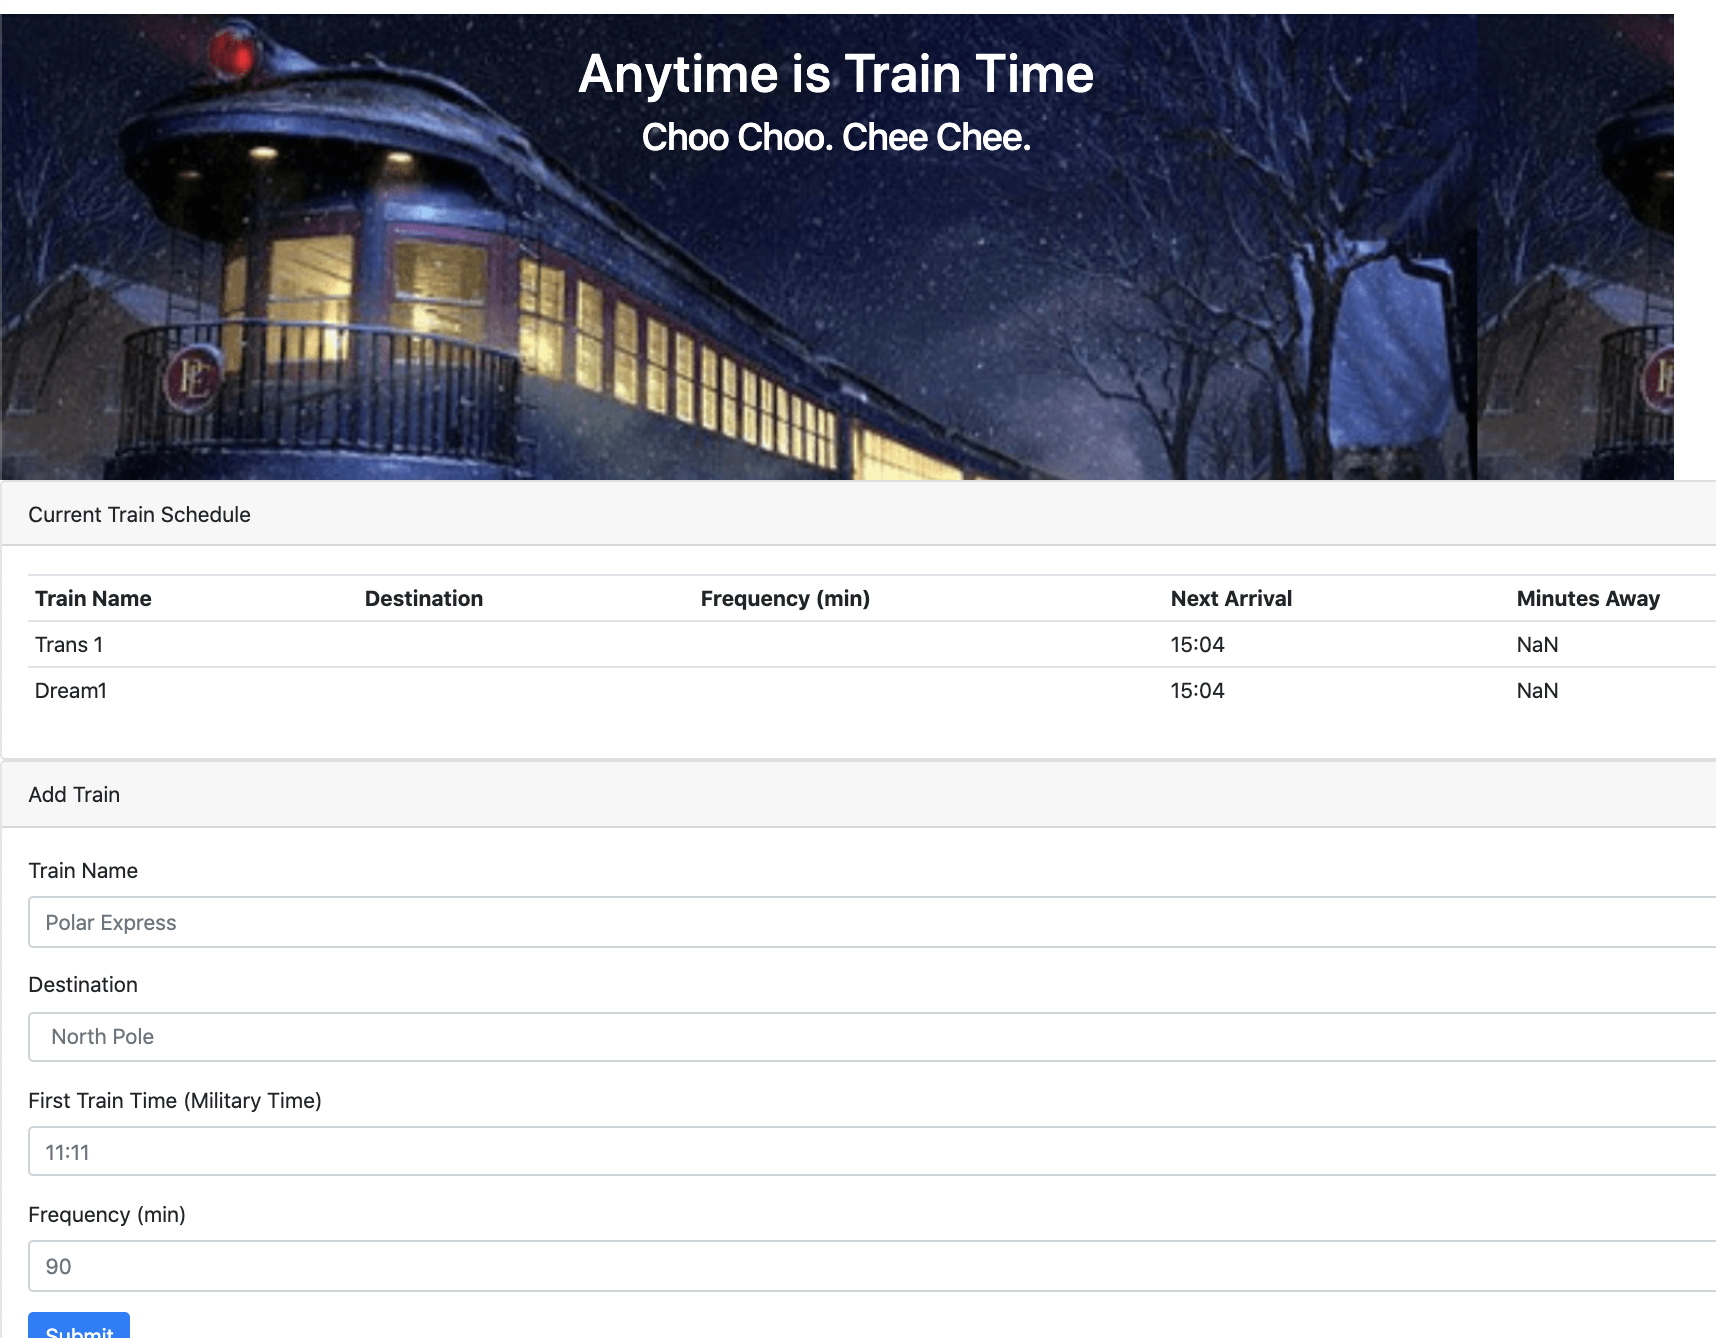 Anytime is Train Time
Choo Choo. Chee Chee.
Current Train Schedule
Train Name Destination Frequency (min) Next Arrival Minutes Away
Trans 1 15:04 NaN
Dream1 15:04 NaN
Add Train
Train Name
Polar Express
Destination
North Pole
First Train Time (Military Time)
11:11
Frequency (min)
90
Submit